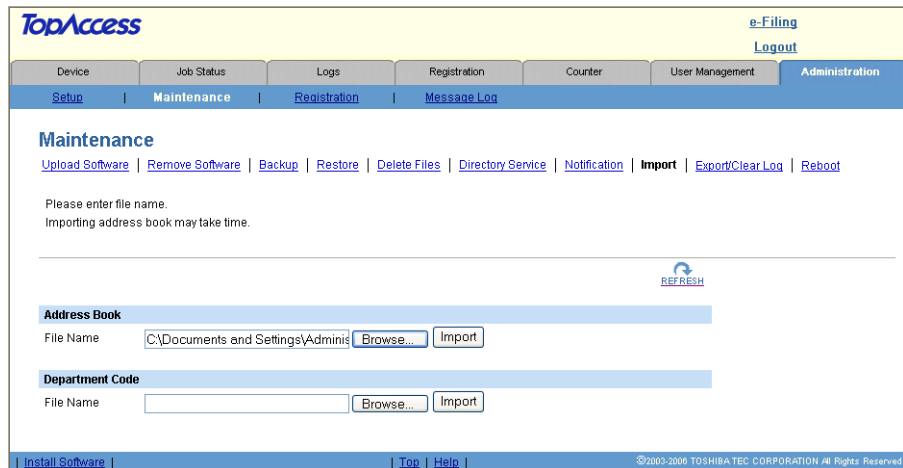 TopAccess
e-Filing
Logout
Device Job Status Logs Registration Counter User Management Administration
Setup | Maintenance | Registration | Message Log
Maintenance
Upload Software | Remove Software | Backup | Restore | Delete Files | Directory Service | Notification | Import | Export/Clear Log | Reboot
Please enter file name.
Importing address book may take time.
REFRESH
Address Book
File Name C:\Documents and Settings\Adminis Browse... Import
Department Code
File Name Browse... Import
| Install Software | | Top | Help | ©2003-2006 TOSHIBA TEC CORPORATION All Rights Reserved